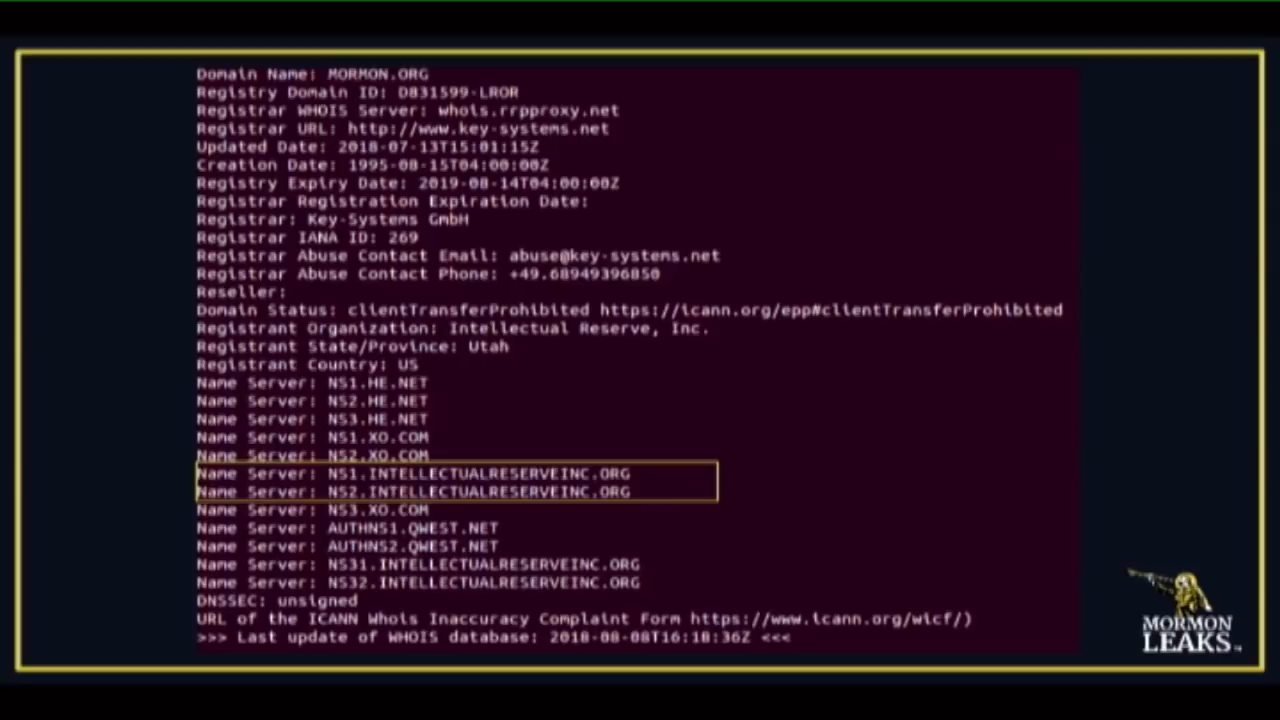 Domain Name: MORMON.ORG
Registry Domain ID: D831599-LROR
Registrar WHOIS Server: whois.rrpproxy.net
Registrar URL: http://www.key-systems.net
Updated Date: 2018-07-13T15:01:15Z
Creation Date: 1995-08-15T04:00:00Z
Registry Expiry Date: 2019-08-14T04:00:00Z
Registrar Registration Expiration Date:
Registrar: Key-Systems GmbH
Registrar IANA ID: 269
Registrar Abuse Contact Email: abuse@key-systems.net
Registrar Abuse Contact Phone: +49.68949396850
Reseller:
Domain Status: clientTransferProhibited https://icann.org/epp#clientTransferProhibited
Registrant Organization: Intellectual Reserve, Inc.
Registrant State/Province: Utah
Registrant Country: US
Name Server: NS1.HE.NET
Name Server: NS2.HE.NET
Name Server: NS3.HE.NET
Name Server: NS1.XO.COM
Name Server: NS2.XO.COM
Name Server: NS1.INTELLECTUALRESERVEINC.ORG
Name Server: NS2.INTELLECTUALRESERVEINC.ORG
Name Server: NS3.XO.COM
Name Server: AUTHNS1.QWEST.NET
Name Server: AUTHNS2.QWEST.NET
Name Server: NS31.INTELLECTUALRESERVEINC.ORG
Name Server: NS32.INTELLECTUALRESERVEINC.ORG
DNSSEC: unsigned
URL of the ICANN Whois Inaccuracy Complaint Form https://www.icann.org/wicf/)
>>> Last update of WHOIS database: 2018-08-08T16:18:36Z <<<
MORMON
LEAKS™